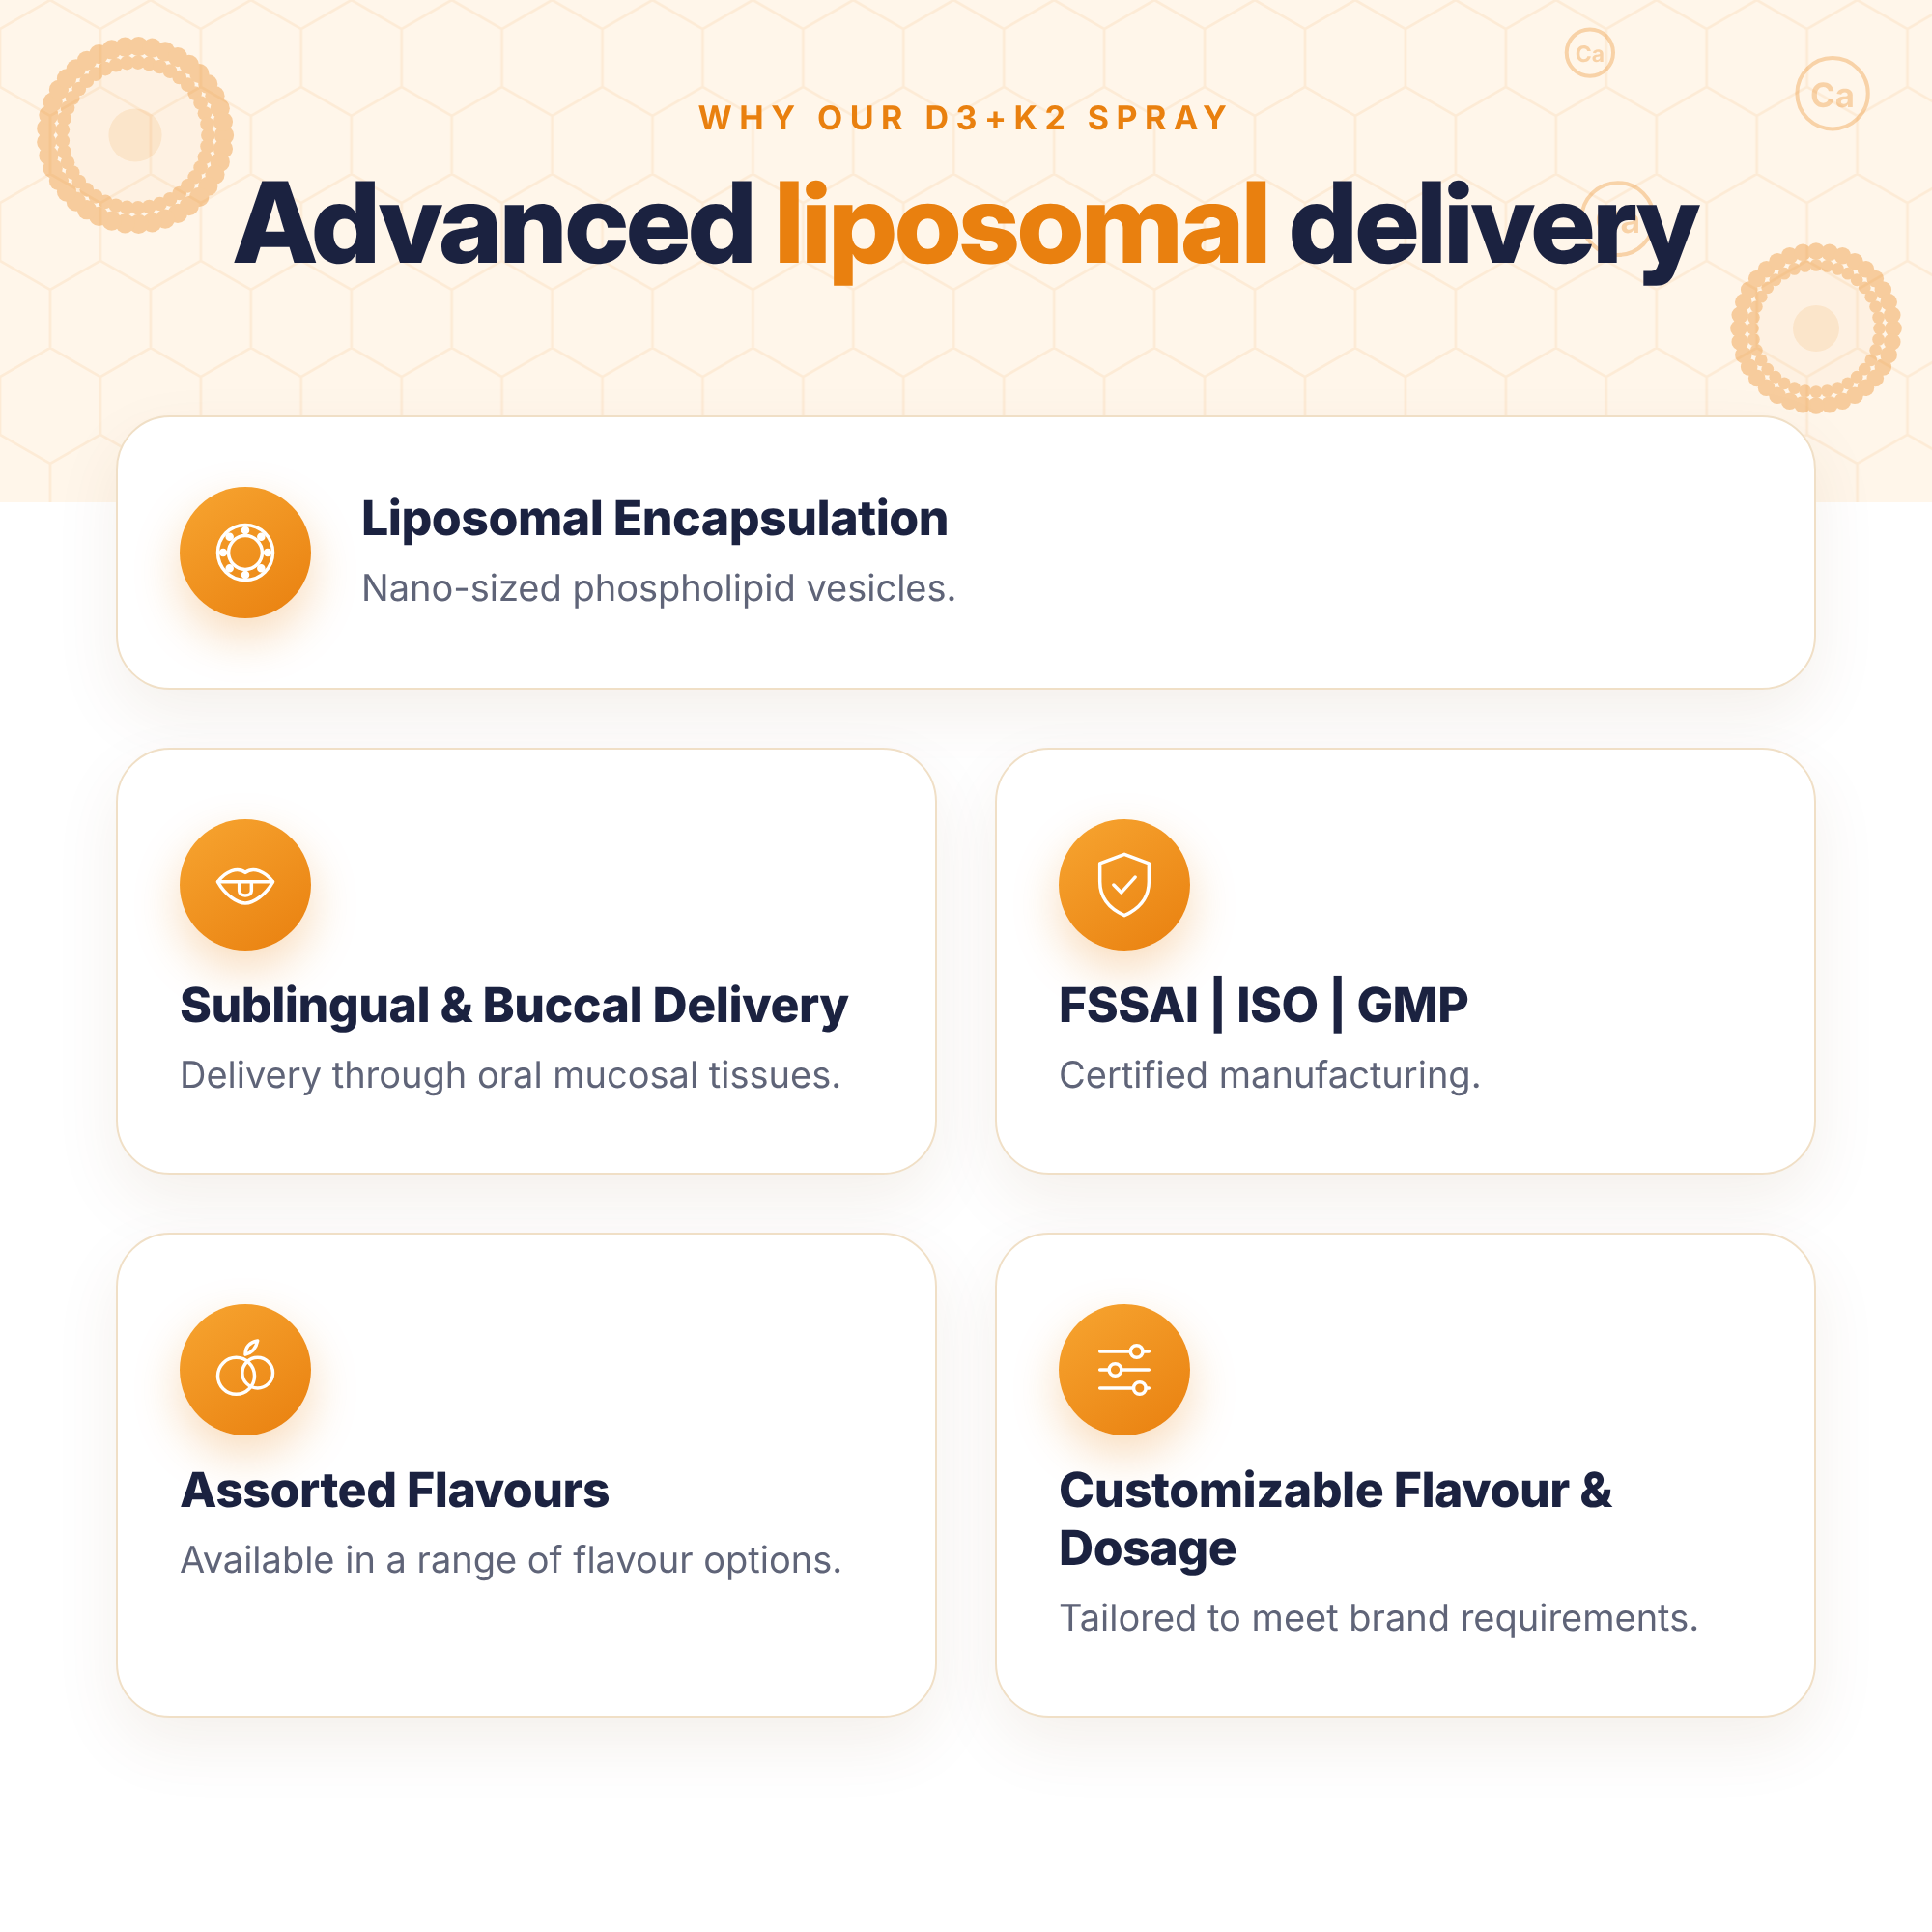 Ca
Ca
WHY OUR D3+K2 SPRAY
Advanced liposomal delivery
Liposomal Encapsulation
Nano-sized phospholipid vesicles.
Sublingual & Buccal Delivery
Delivery through oral mucosal tissues.
FSSAI | ISO | GMP
Certified manufacturing.
Assorted Flavours
Available in a range of flavour options.
Customizable Flavour &
Dosage
Tailored to meet brand requirements.